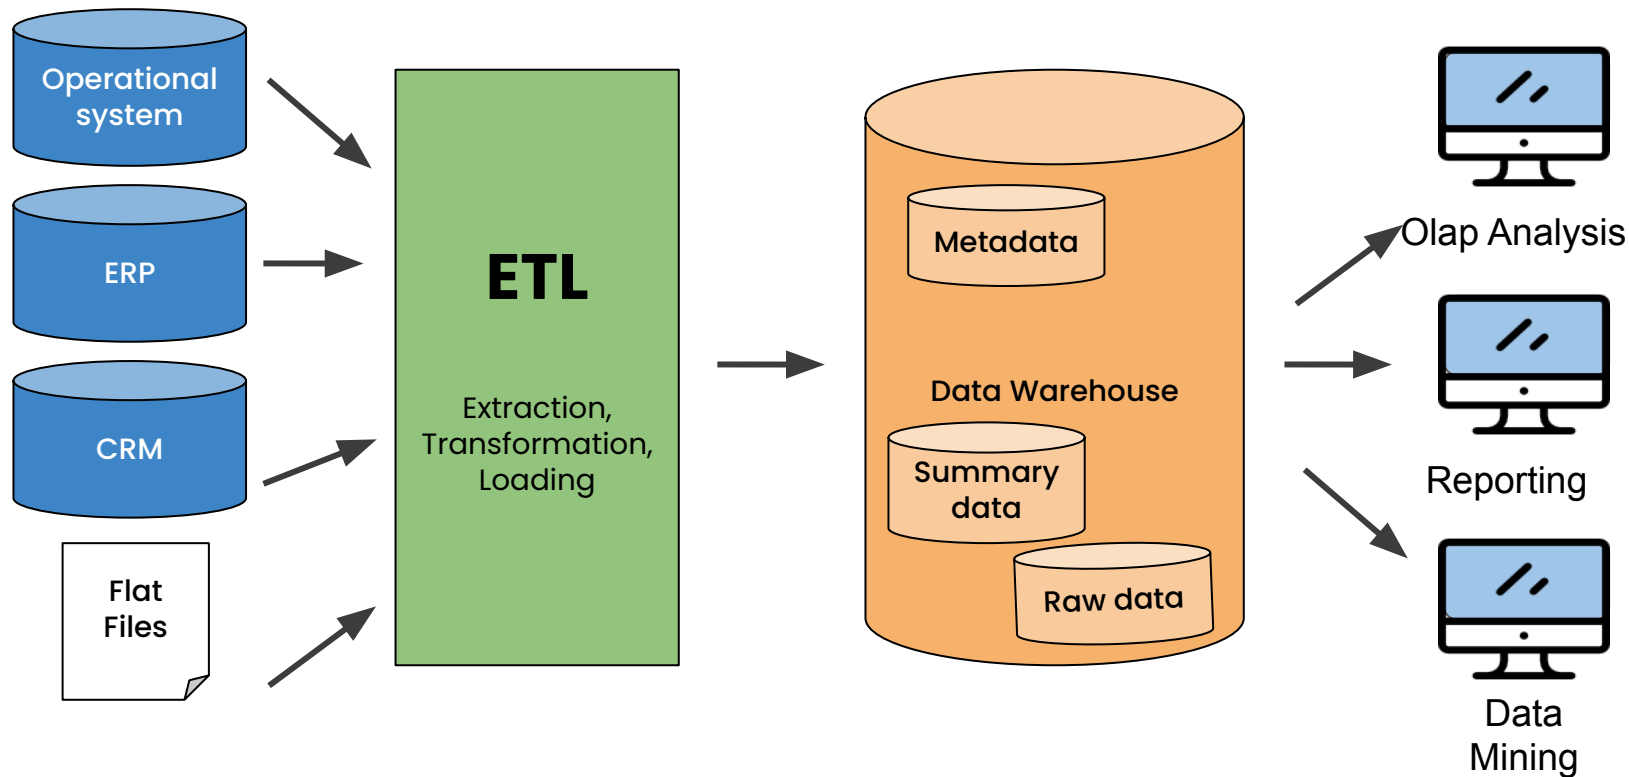 Operational
system
ERP
CRM
Flat
Files
ETL
Extraction,
Transformation,
Loading
Metadata
Data Warehouse
Summary
data
Raw data
Olap Analysis
Reporting
Data
Mining